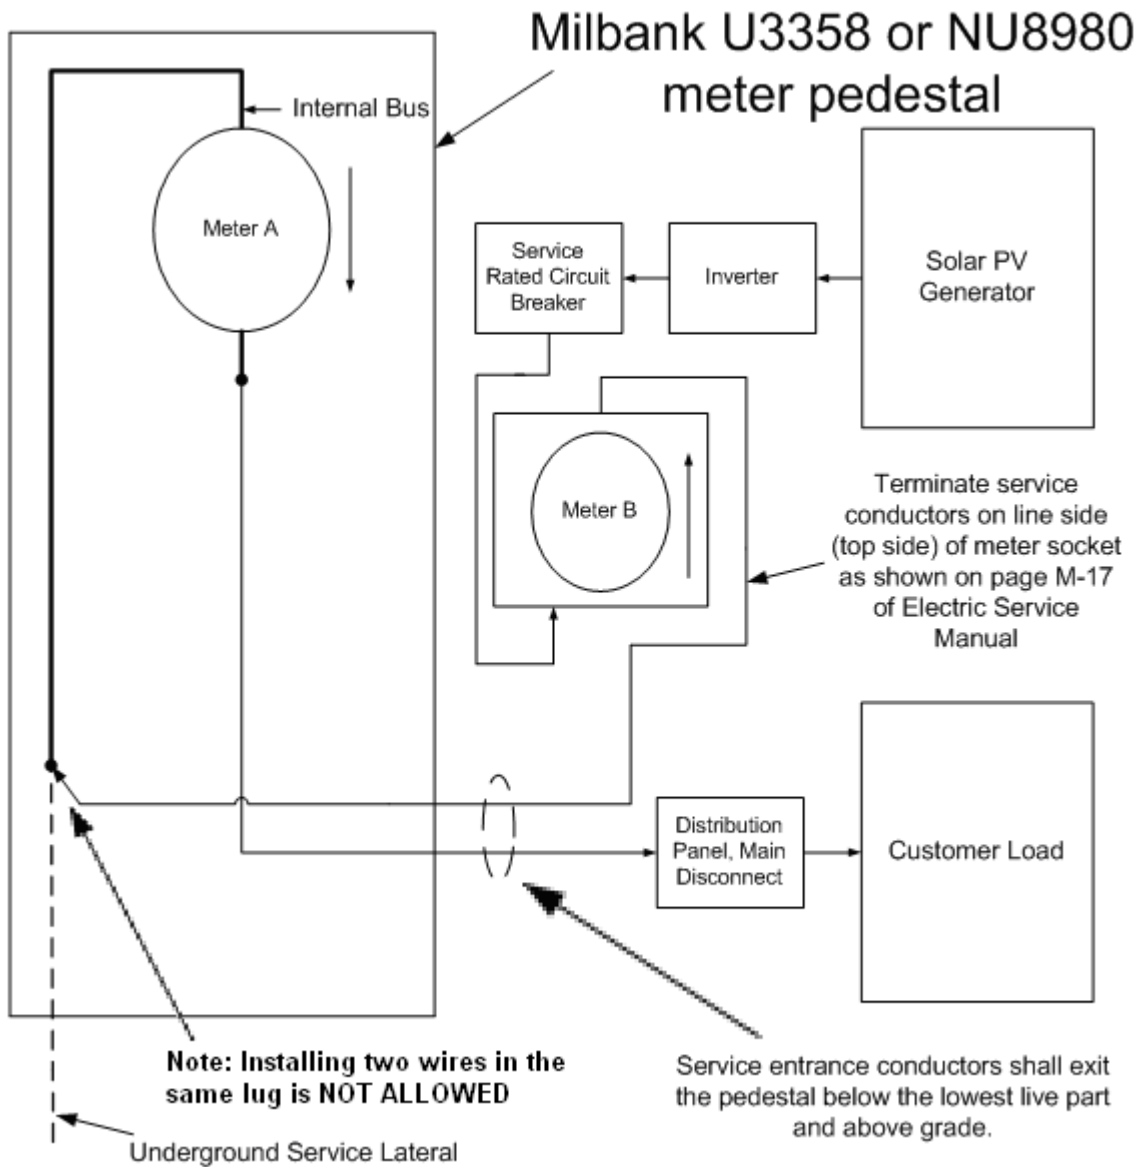 Milbank U3358 or NU8980
meter pedestal
Internal Bus
Meter A
Service
Rated Circuit
Breaker
Inverter
Solar PV
Generator
Meter B
Terminate service
conductors on line side
(top side) of meter socket
as shown on page M-17
of Electric Service
Manual
Distribution
Panel, Main
Disconnect
Customer Load
Note: Installing two wires in the
same lug is NOT ALLOWED
Service entrance conductors shall exit
the pedestal below the lowest live part
and above grade.
Underground Service Lateral